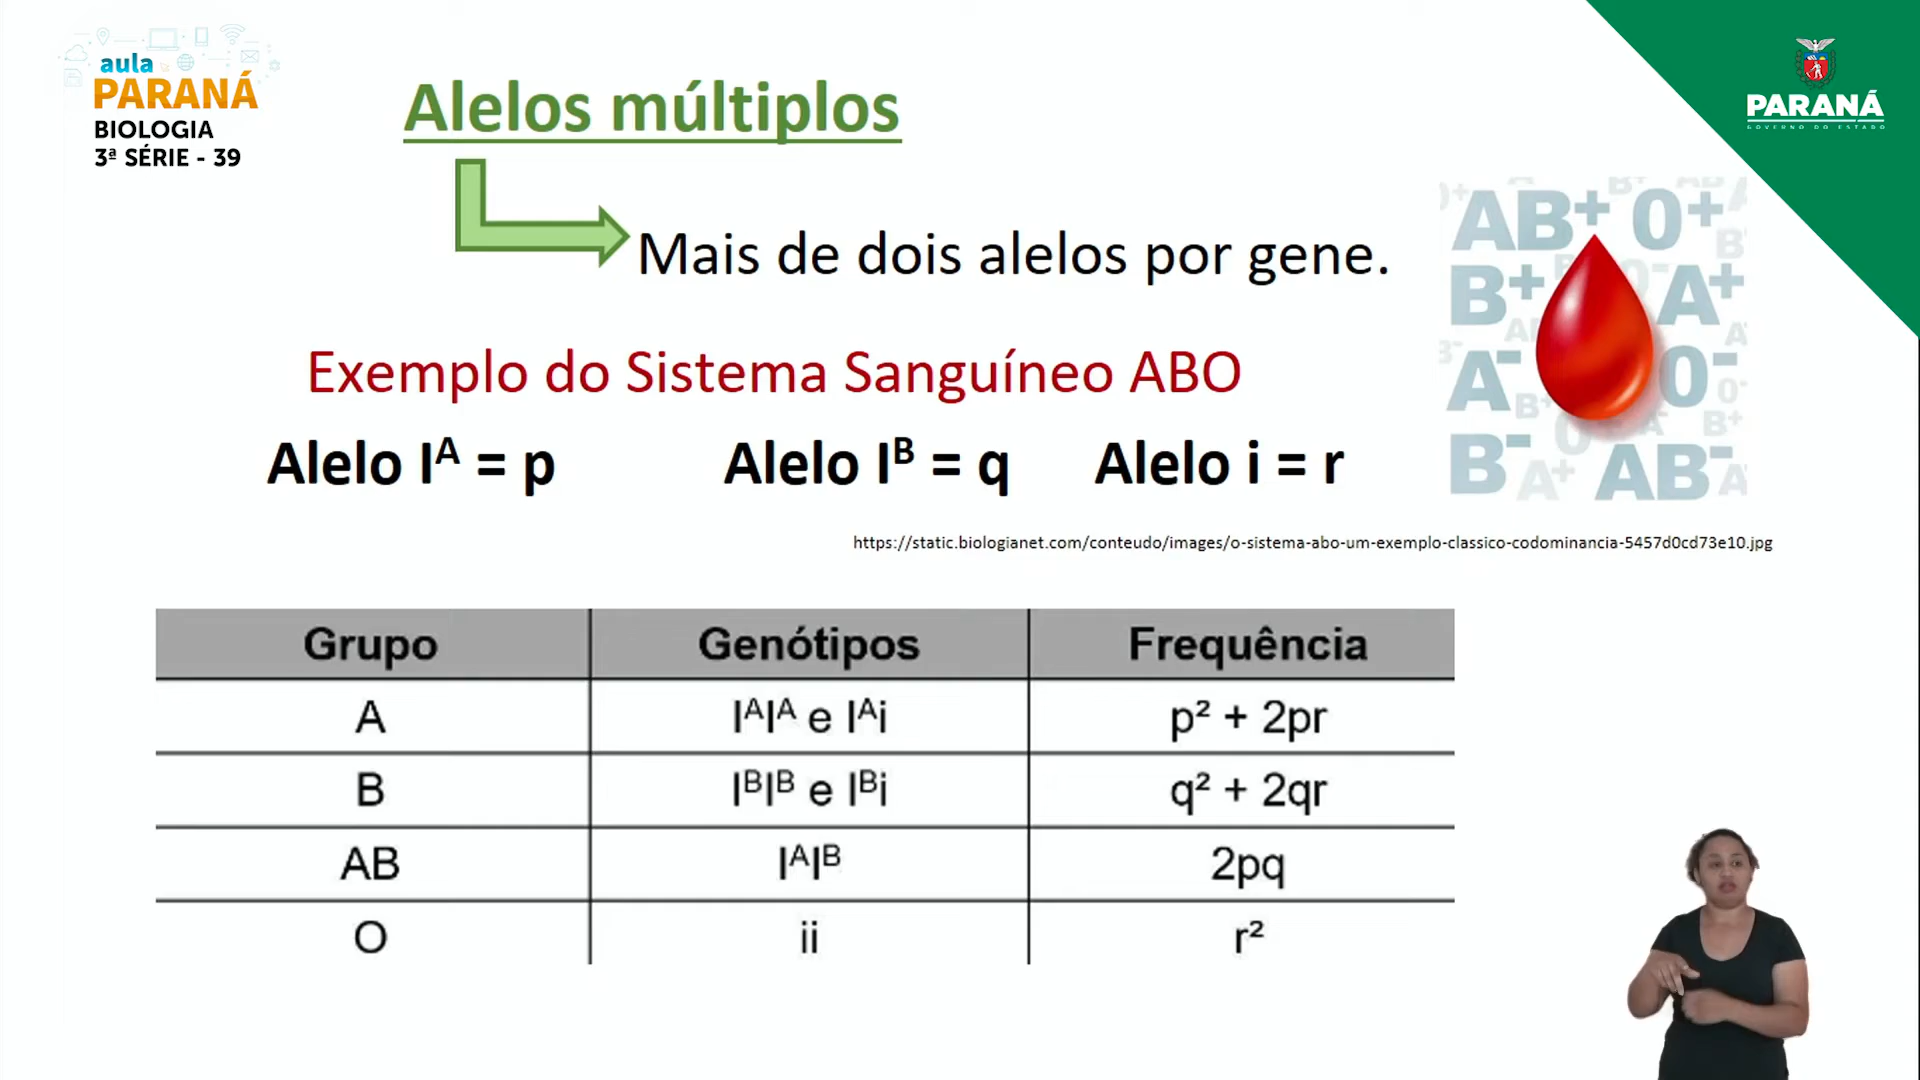 aula
PARANÁ
BIOLOGIA
3ª SÉRIE - 39
PARANÁ
GOVERNO DO ESTADO
Alelos múltiplos
Mais de dois alelos por gene.
Exemplo do Sistema Sanguíneo ABO
Alelo Iᴬ = p Alelo Iᴮ = q Alelo i = r
AB+ 0+
B+ A+
A- 0-
B- A+ AB-
https://static.biologianet.com/conteudo/images/o-sistema-abo-um-exemplo-classico-codominancia-5457d0cd73e10.jpg
Grupo Genótipos Frequência
A IᴬIᴬ e Iᴬi p² + 2pr
B IᴮIᴮ e Iᴮi q² + 2qr
AB IᴬIᴮ 2pq
O ii r²